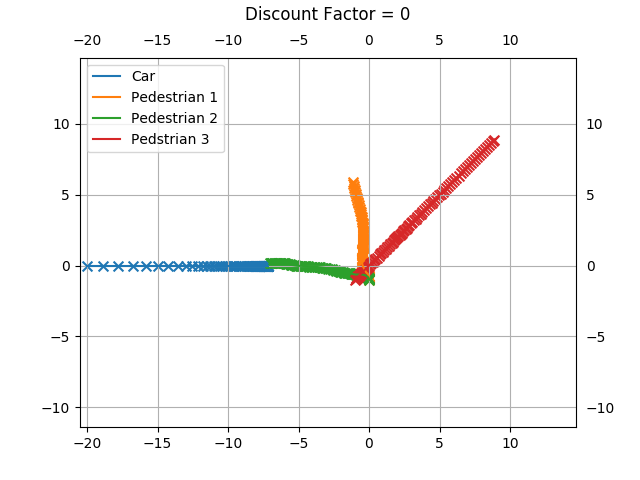 Discount Factor = 0
−20 −15 −10 −5 0 5 10
Car
Pedestrian 1
Pedestrian 2
Pedstrian 3
10 10
5 5
0 0
−5 −5
−10 −10
−20 −15 −10 −5 0 5 10